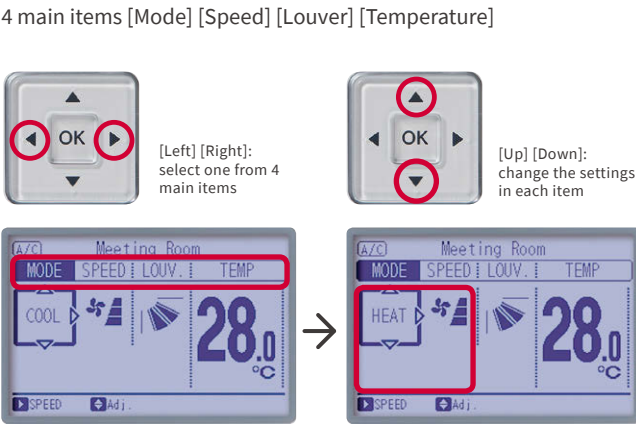 4 main items [Mode] [Speed] [Louver] [Temperature]
OK
[Left] [Right]:
select one from 4
main items
OK
[Up] [Down]:
change the settings
in each item
A/C Meeting Room
MODE SPEED LOUV. TEMP
COOL
28.0
°C
SPEED Adj.
A/C Meeting Room
MODE SPEED LOUV. TEMP
HEAT
28.0
°C
SPEED Adj.